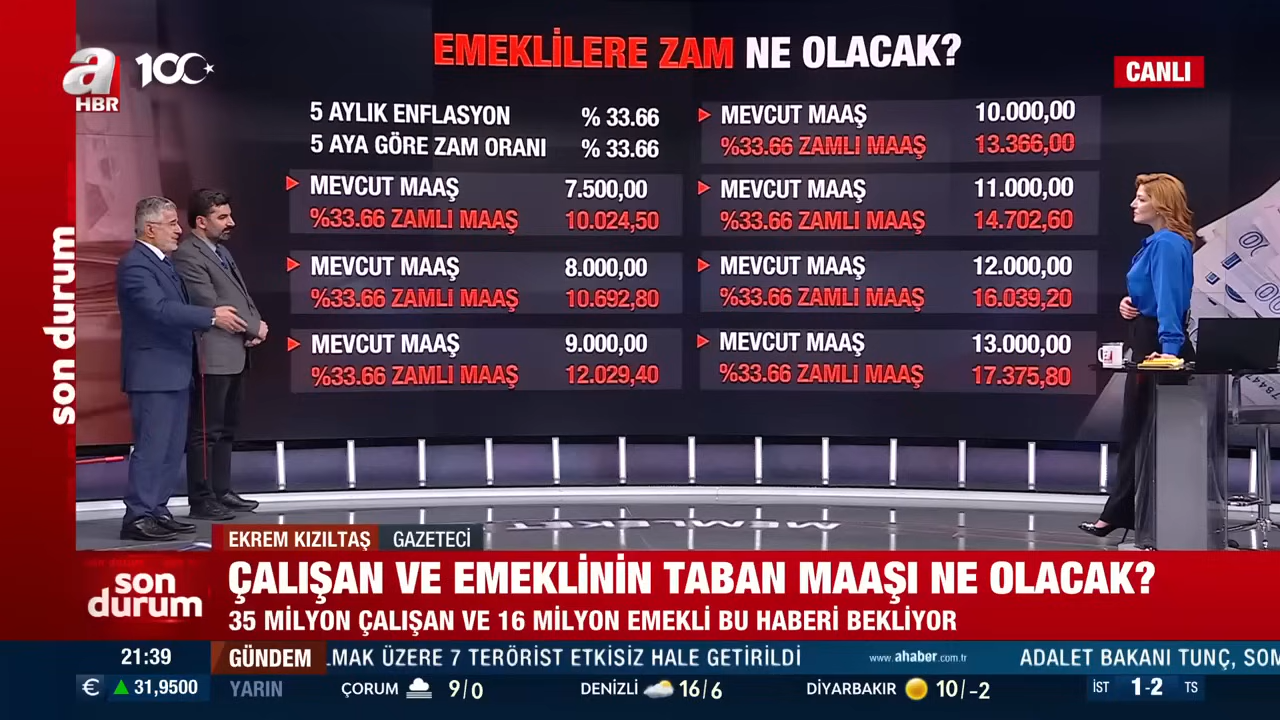 a
HBR
100
EMEKLİLERE ZAM NE OLACAK?
CANLI
5 AYLIK ENFLASYON % 33.66
5 AYA GÖRE ZAM ORANI % 33.66
MEVCUT MAAŞ 7.500,00
%33.66 ZAMLI MAAŞ 10.024,50
MEVCUT MAAŞ 8.000,00
%33.66 ZAMLI MAAŞ 10.692,80
MEVCUT MAAŞ 9.000,00
%33.66 ZAMLI MAAŞ 12.029,40
MEVCUT MAAŞ 10.000,00
%33.66 ZAMLI MAAŞ 13.366,00
MEVCUT MAAŞ 11.000,00
%33.66 ZAMLI MAAŞ 14.702,60
MEVCUT MAAŞ 12.000,00
%33.66 ZAMLI MAAŞ 16.039,20
MEVCUT MAAŞ 13.000,00
%33.66 ZAMLI MAAŞ 17.375,80
son durum
MEMLEKET
EKREM KIZILTAŞ GAZETECİ
son
durum
ÇALIŞAN VE EMEKLİNİN TABAN MAAŞI NE OLACAK?
35 MİLYON ÇALIŞAN VE 16 MİLYON EMEKLİ BU HABERİ BEKLİYOR
21:39 GÜNDEM LMAK ÜZERE 7 TERÖRİST ETKİSİZ HALE GETİRİLDİ www.ahaber.com.tr ADALET BAKANI TUNÇ, SOM
€ 31,9500 YARIN ÇORUM 9/0 DENİZLİ 16/6 DİYARBAKIR 10/-2 İST 1-2 TS